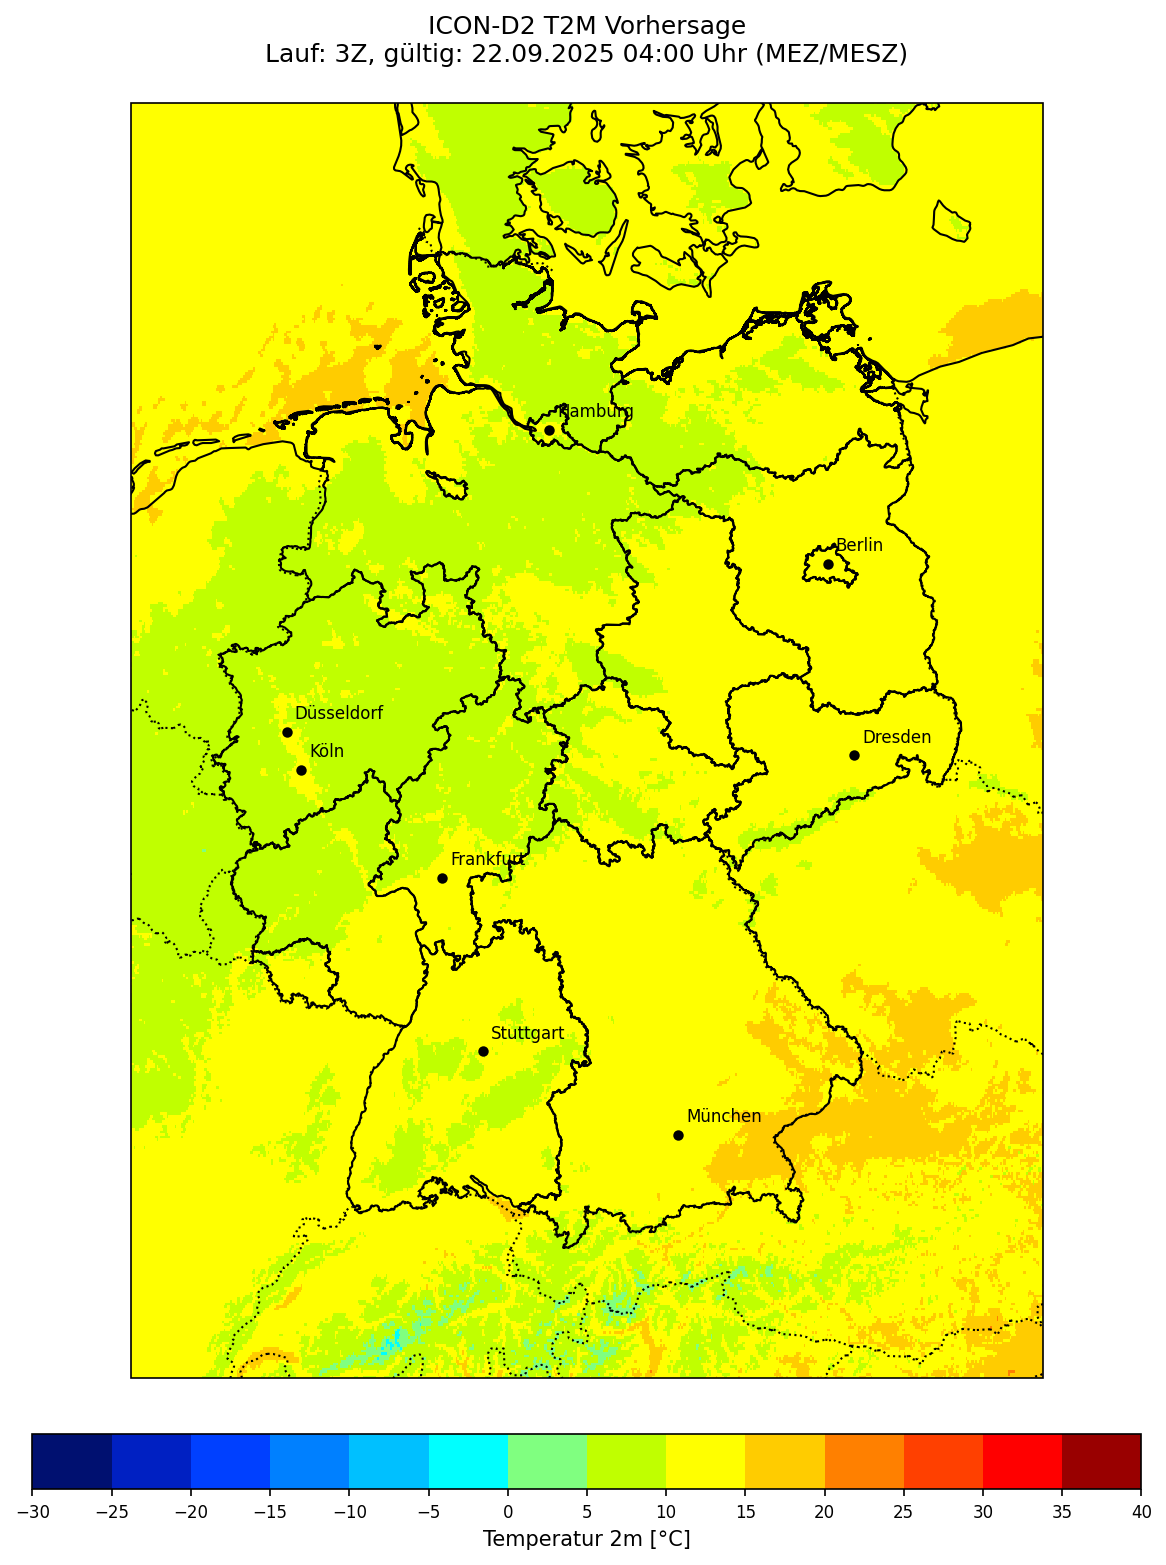 ICON-D2 T2M Vorhersage
Lauf: 3Z, gültig: 22.09.2025 04:00 Uhr (MEZ/MESZ)
Hamburg
Berlin
Düsseldorf
Dresden
Köln
Frankfurt
Stuttgart
München
−30 −25 −20 −15 −10 −5 0 5 10 15 20 25 30 35 40
Temperatur 2m [°C]